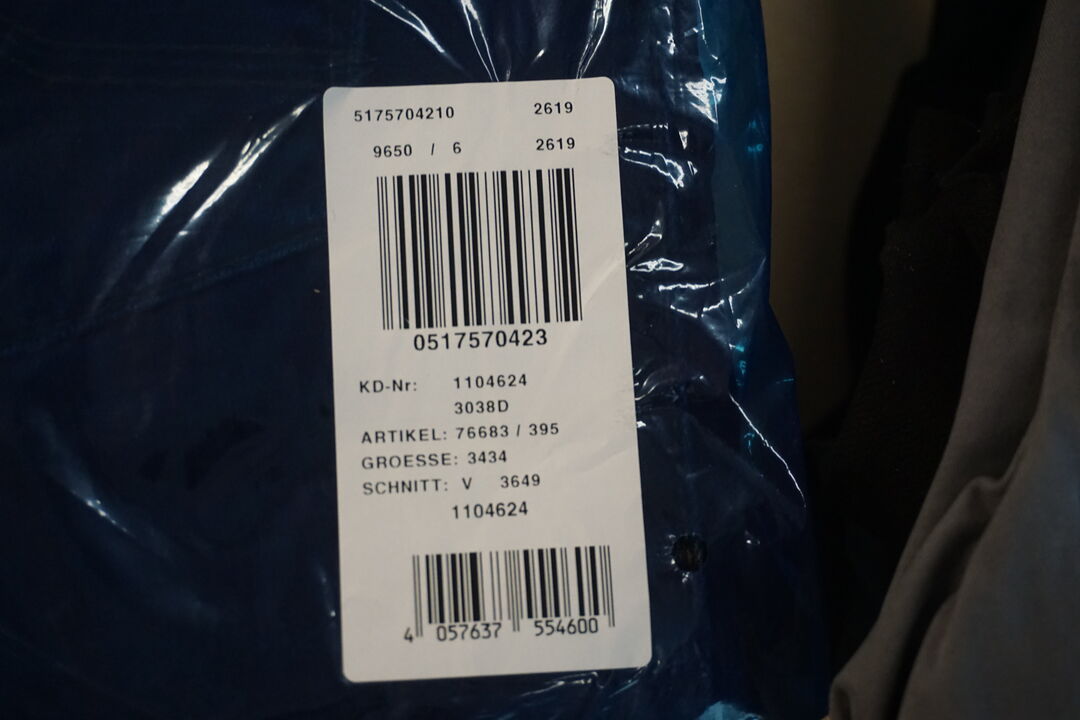 5175704210 2619
9650 / 6 2619
0517570423
KD-Nr: 1104624
3038D
ARTIKEL: 76683 / 395
GROESSE: 3434
SCHNITT: V 3649
1104624
4 057637 554600